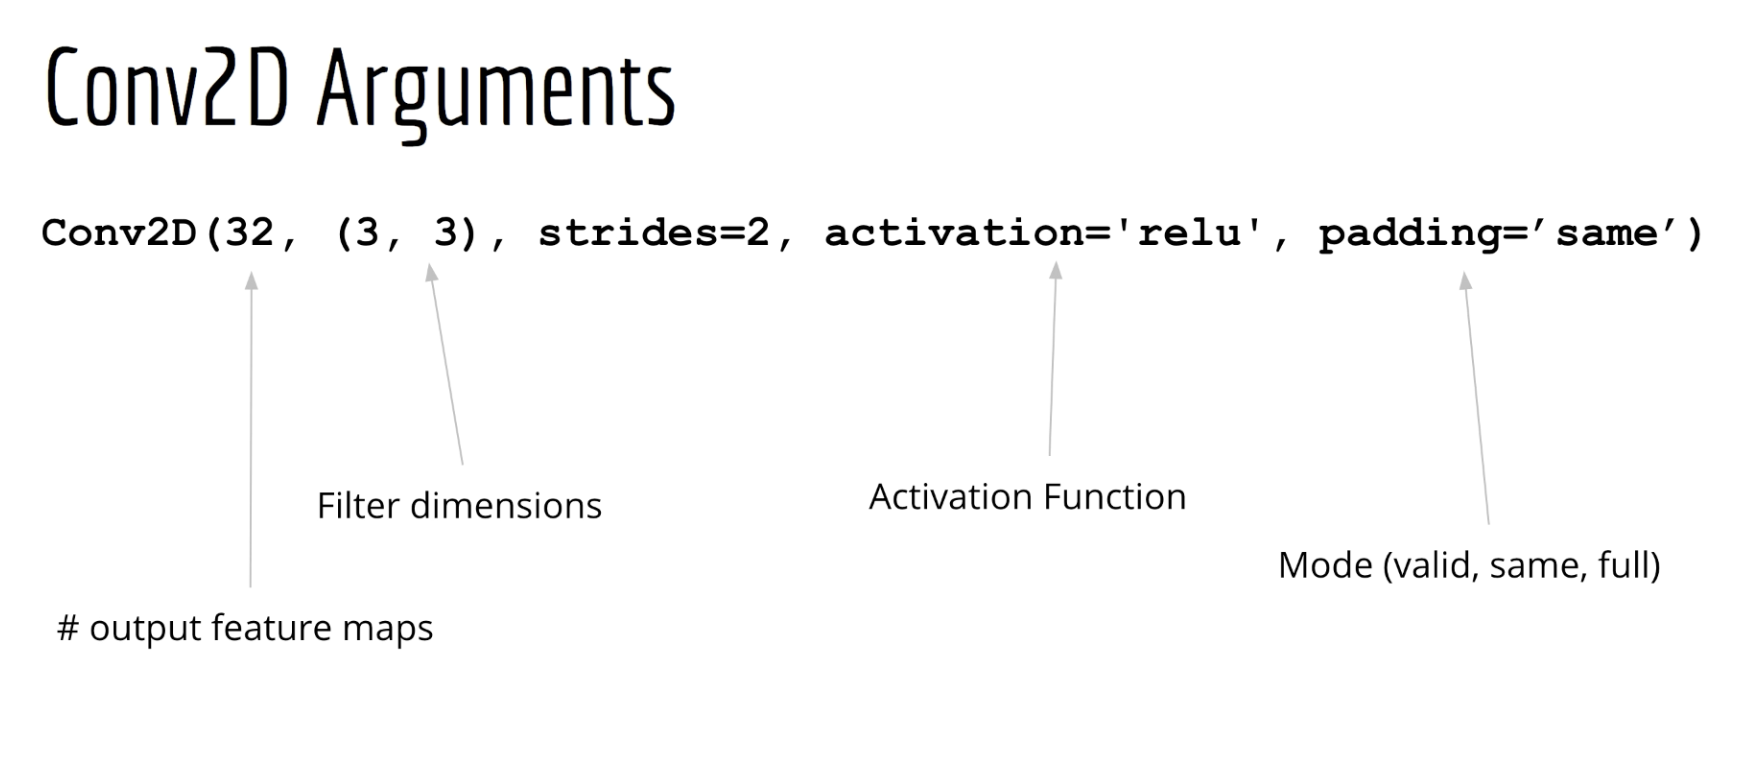 Conv2D Arguments
Conv2D(32, (3, 3), strides=2, activation='relu', padding=’same’)
Filter dimensions
Activation Function
Mode (valid, same, full)
# output feature maps